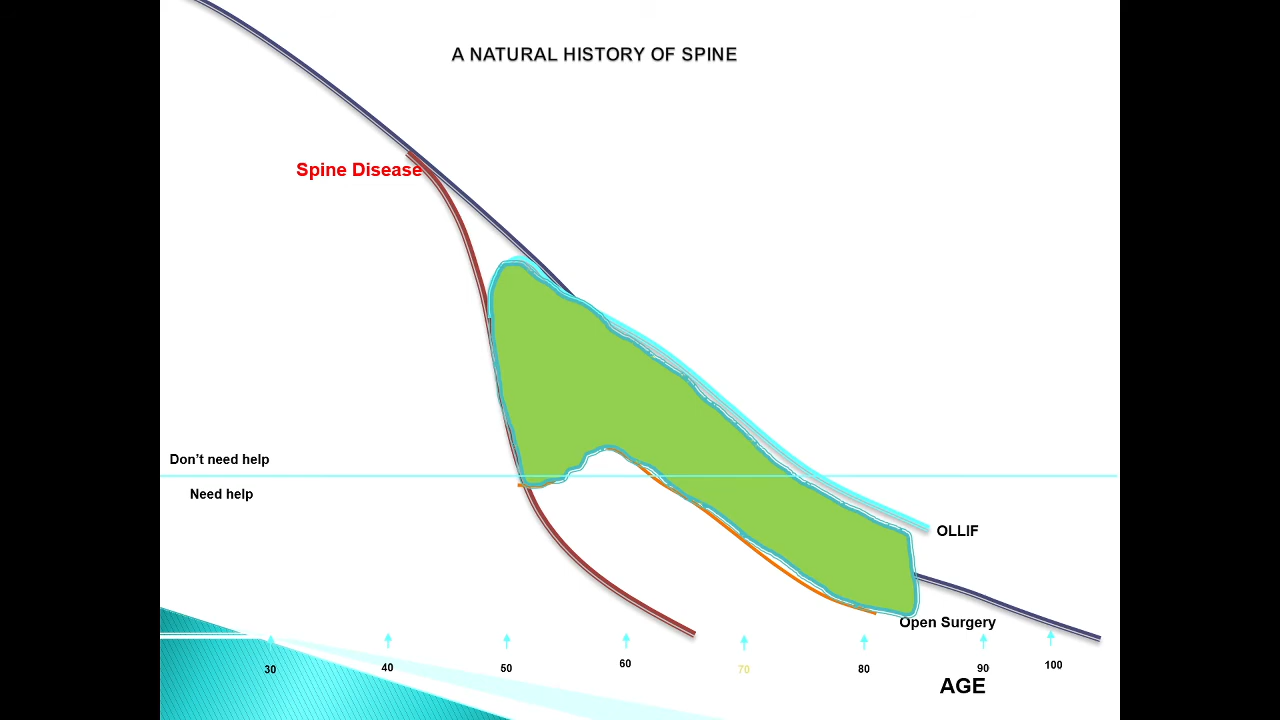 A NATURAL HISTORY OF SPINE
Spine Disease
Don't need help
Need help
OLLIF
Open Surgery
30 40 50 60 70 80 90 100
AGE